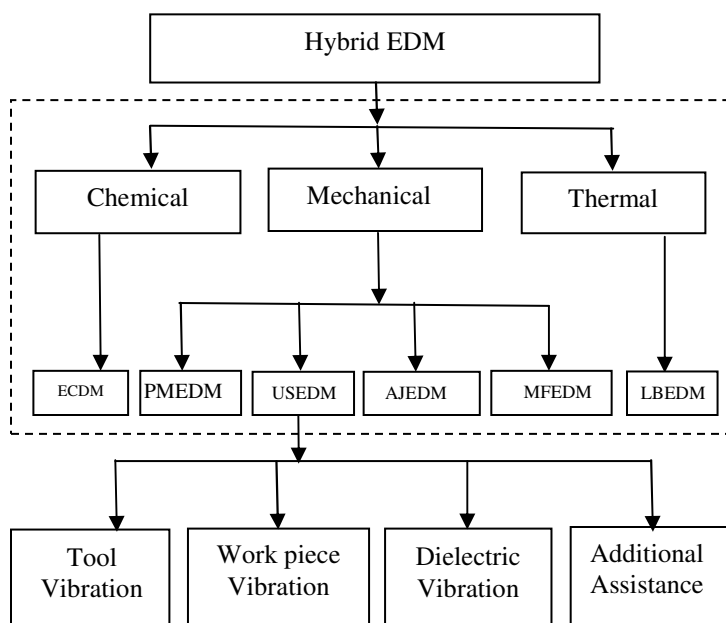 Hybrid EDM
Chemical
Mechanical
Thermal
ECDM
PMEDM
USEDM
AJEDM
MFEDM
LBEDM
Tool
Vibration
Work piece
Vibration
Dielectric
Vibration
Additional
Assistance